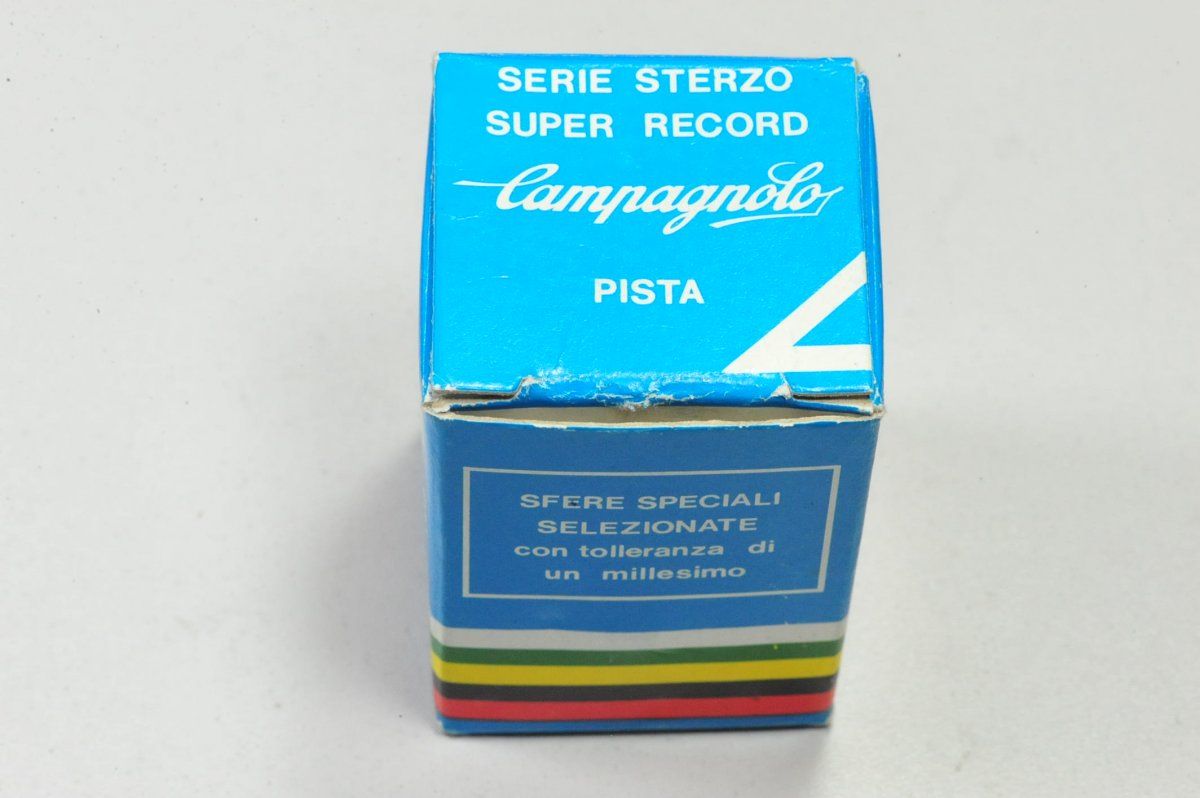 SERIE STERZO
SUPER RECORD
Campagnolo
PISTA
SFERE SPECIALI
SELEZIONATE
con tolleranza di
un millesimo